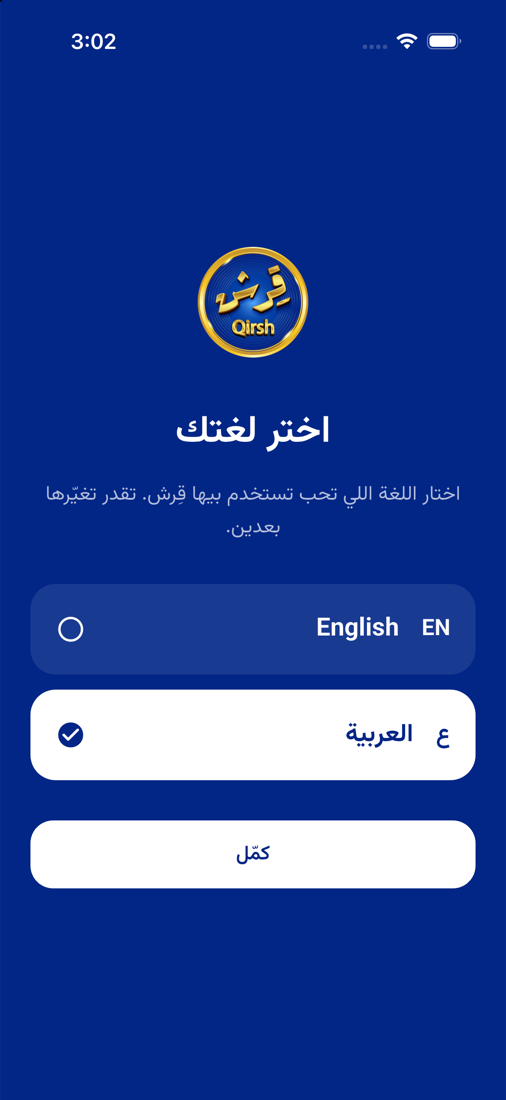 3:02
قِرش
Qirsh
اختر لغتك
اختار اللغة اللي تحب تستخدم بيها قِرش. تقدر تغيّرها
بعدين.
EN English
ع العربية
كمّل